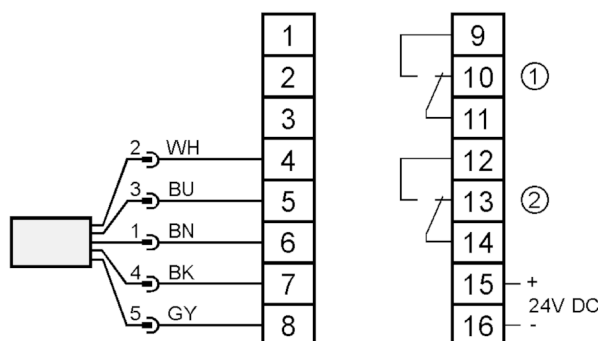 1
2
3
2 WH 4
3 BU 5
1 BN 6
4 BK 7
5 GY 8
9
10 ①
11
12
13 ②
14
15 +
24V DC
16 -